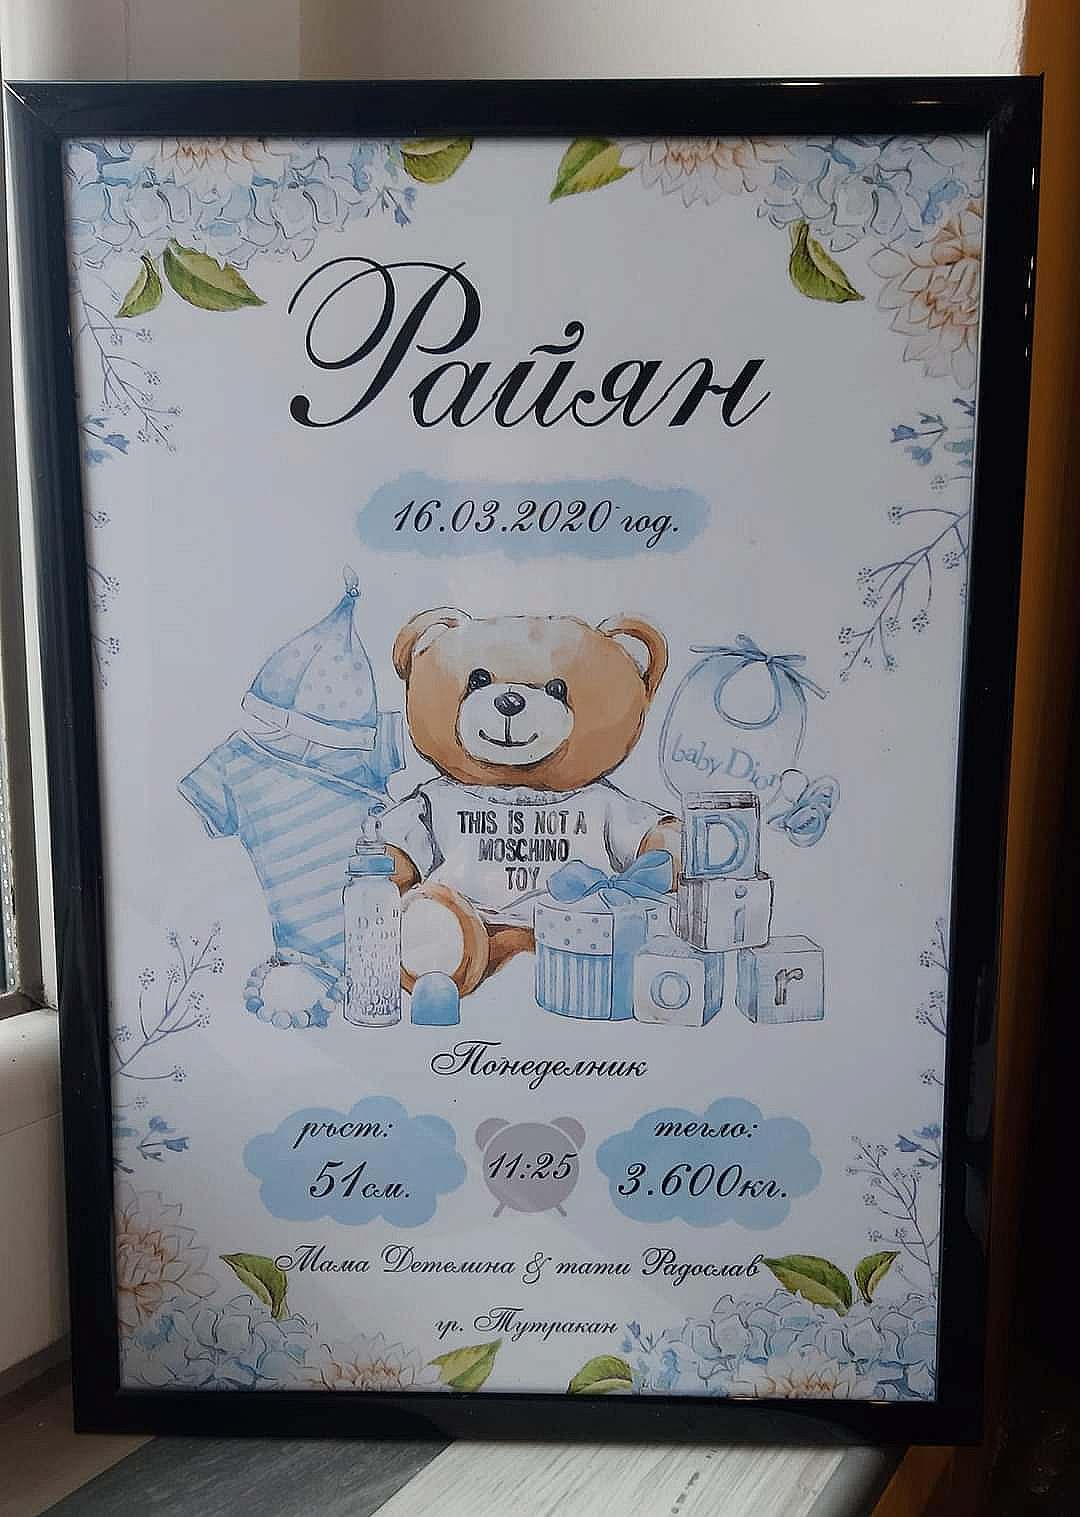 Райян
16.03.2020 год.
baby Dior
THIS IS NOT A
MOSCHINO
TOY
D
i
o r
Понеделник
ръст:
51см.
11:25
тегло:
3.600кг.
Мама Детелина & тати Радослав
гр. Тутракан